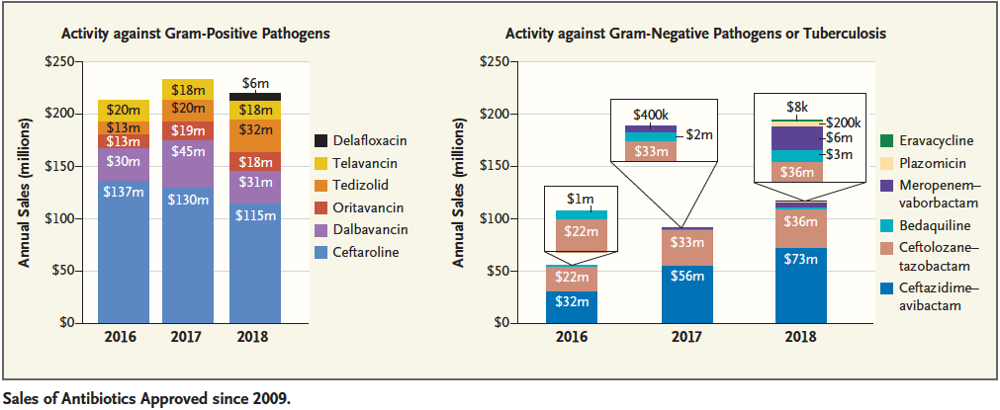 Activity against Gram-Positive Pathogens
$250
$200
$150
$100
$50
$0
Annual Sales (millions)
$20m
$13m
$13m
$30m
$137m
$18m
$20m
$19m
$45m
$130m
$6m
$18m
$32m
$18m
$31m
$115m
2016
2017
2018
Delafloxacin
Telavancin
Tedizolid
Oritavancin
Dalbavancin
Ceftaroline
Activity against Gram-Negative Pathogens or Tuberculosis
$250
$200
$150
$100
$50
$0
Annual Sales (millions)
$1m
$22m
$22m
$32m
$400k
$2m
$33m
$33m
$56m
$8k
$200k
$6m
$3m
$36m
$36m
$73m
2016
2017
2018
Eravacycline
Plazomicin
Meropenem–
vaborbactam
Bedaquiline
Ceftolozane–
tazobactam
Ceftazidime–
avibactam
Sales of Antibiotics Approved since 2009.